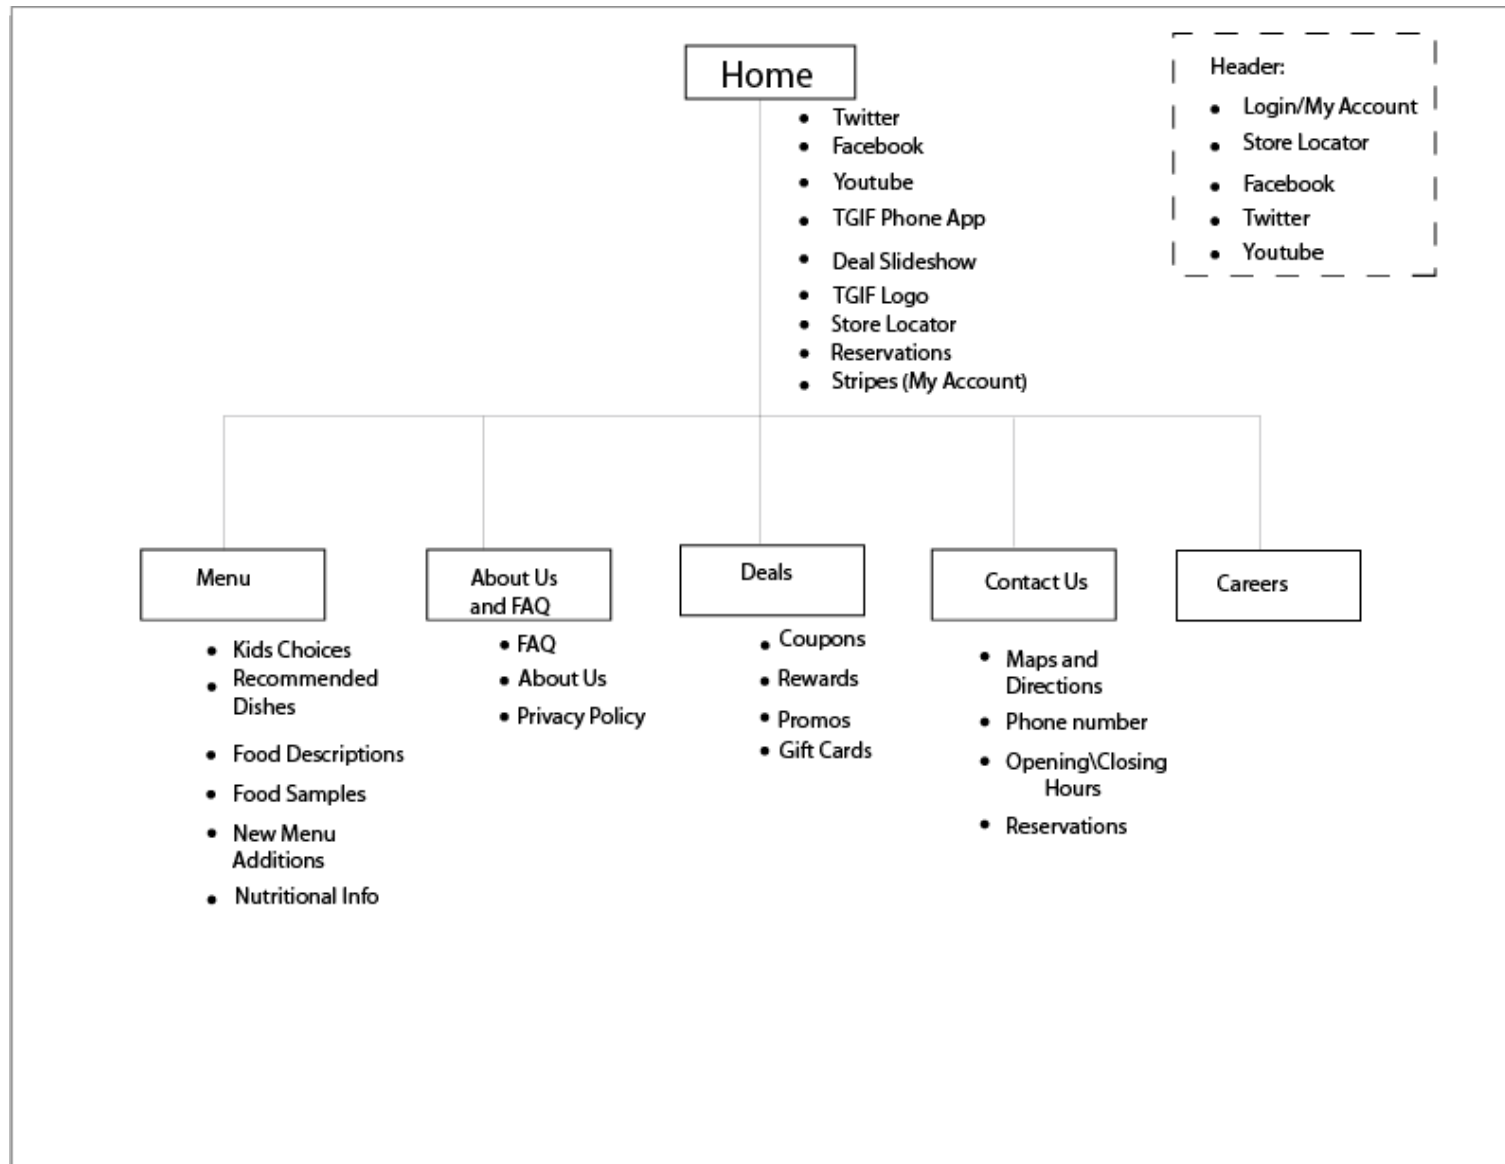 Home
• Twitter
• Facebook
• Youtube
• TGIF Phone App
• Deal Slideshow
• TGIF Logo
• Store Locator
• Reservations
• Stripes (My Account)
Header:
• Login/My Account
• Store Locator
• Facebook
• Twitter
• Youtube
Menu
• Kids Choices
• Recommended
Dishes
• Food Descriptions
• Food Samples
• New Menu
Additions
• Nutritional Info
About Us
and FAQ
• FAQ
• About Us
• Privacy Policy
Deals
• Coupons
• Rewards
• Promos
• Gift Cards
Contact Us
• Maps and
Directions
• Phone number
• Opening\Closing
Hours
• Reservations
Careers